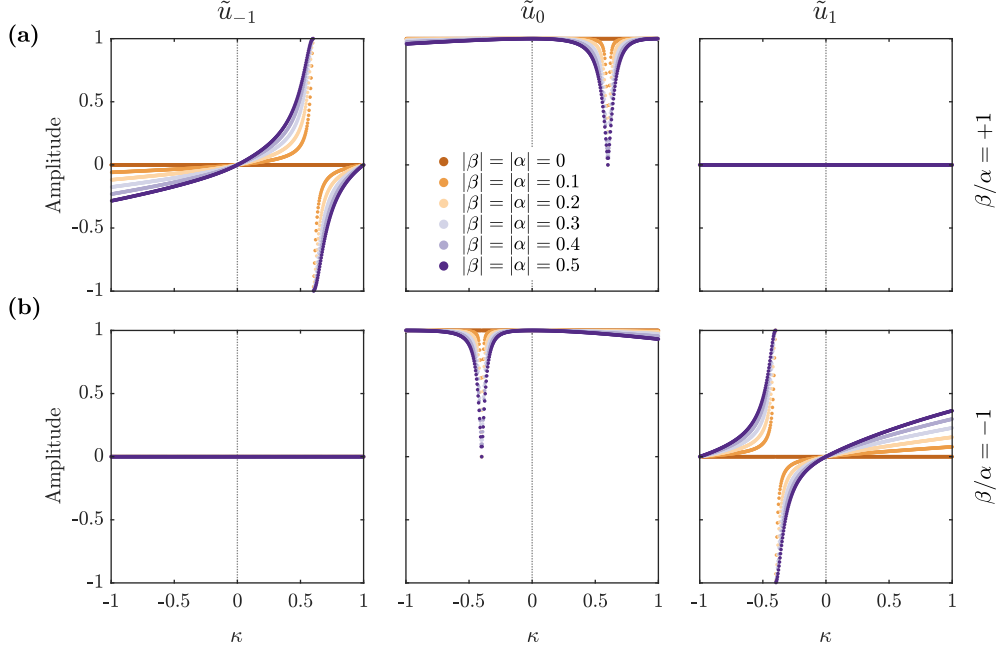 ũ₋₁ ũ₀ ũ₁
(a)
1
0.5
0
-0.5
-1
Amplitude
|β| = |α| = 0
|β| = |α| = 0.1
|β| = |α| = 0.2
|β| = |α| = 0.3
|β| = |α| = 0.4
|β| = |α| = 0.5
β/α = +1
(b)
1
0.5
0
-0.5
-1
Amplitude
β/α = −1
-1 -0.5 0 0.5 1 -1 -0.5 0 0.5 1 -1 -0.5 0 0.5 1
κ κ κ